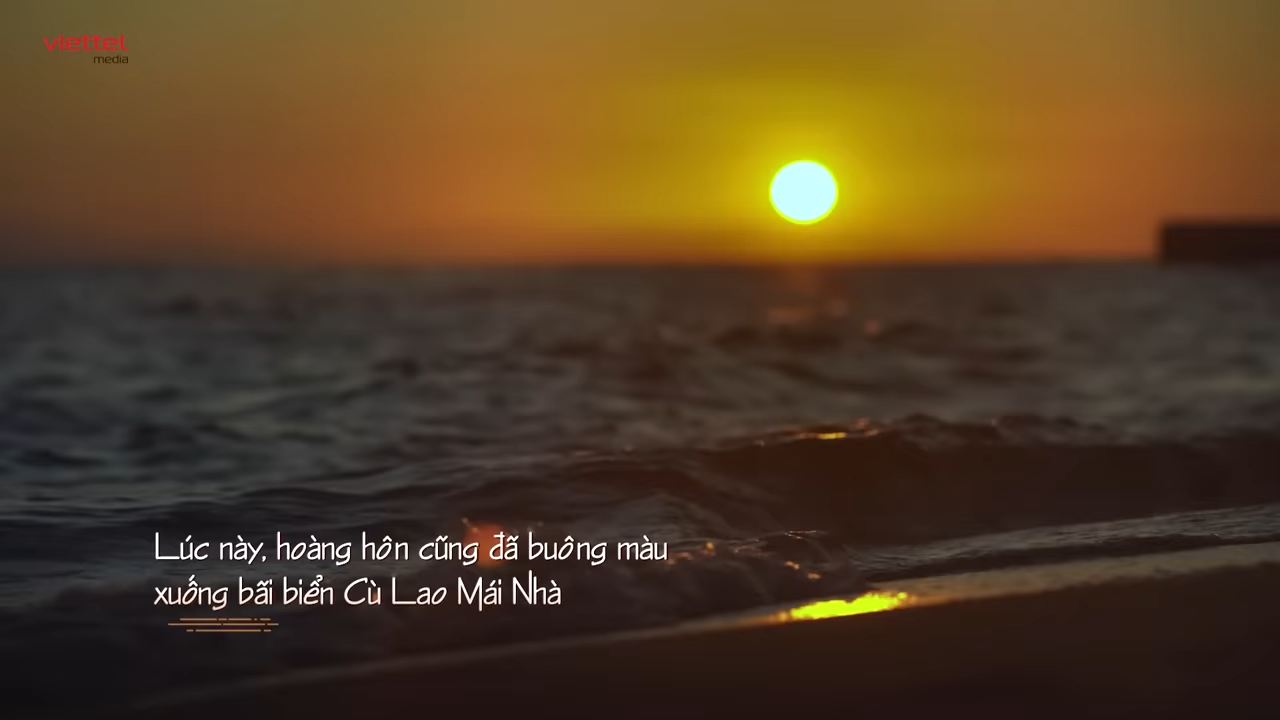 viettel
media
Lúc này, hoàng hôn cũng đã buông màu
xuống bãi biển Cù Lao Mái Nhà